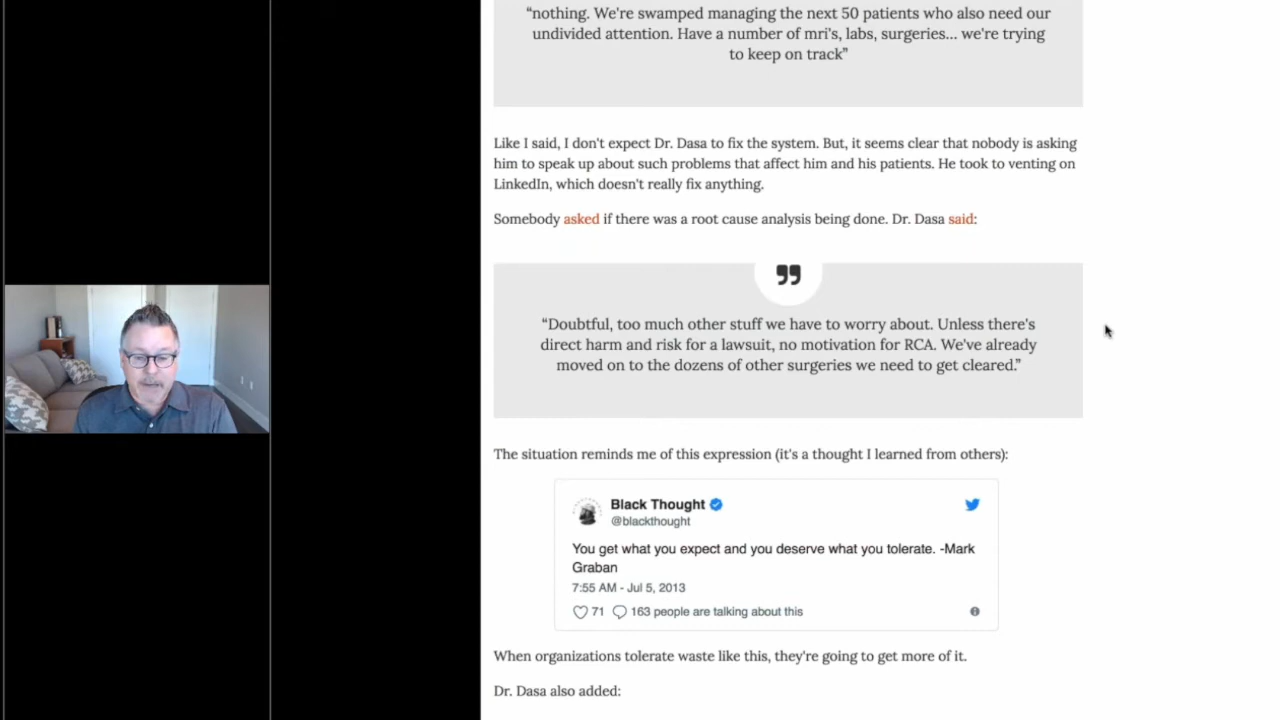 “nothing. We're swamped managing the next 50 patients who also need our
undivided attention. Have a number of mri's, labs, surgeries... we're trying
to keep on track”
Like I said, I don't expect Dr. Dasa to fix the system. But, it seems clear that nobody is asking
him to speak up about such problems that affect him and his patients. He took to venting on
LinkedIn, which doesn't really fix anything.
Somebody asked if there was a root cause analysis being done. Dr. Dasa said:
”
“Doubtful, too much other stuff we have to worry about. Unless there's
direct harm and risk for a lawsuit, no motivation for RCA. We've already
moved on to the dozens of other surgeries we need to get cleared.”
The situation reminds me of this expression (it's a thought I learned from others):
Black Thought
@blackthought
You get what you expect and you deserve what you tolerate. -Mark
Graban
7:55 AM - Jul 5, 2013
71 163 people are talking about this
When organizations tolerate waste like this, they're going to get more of it.
Dr. Dasa also added: